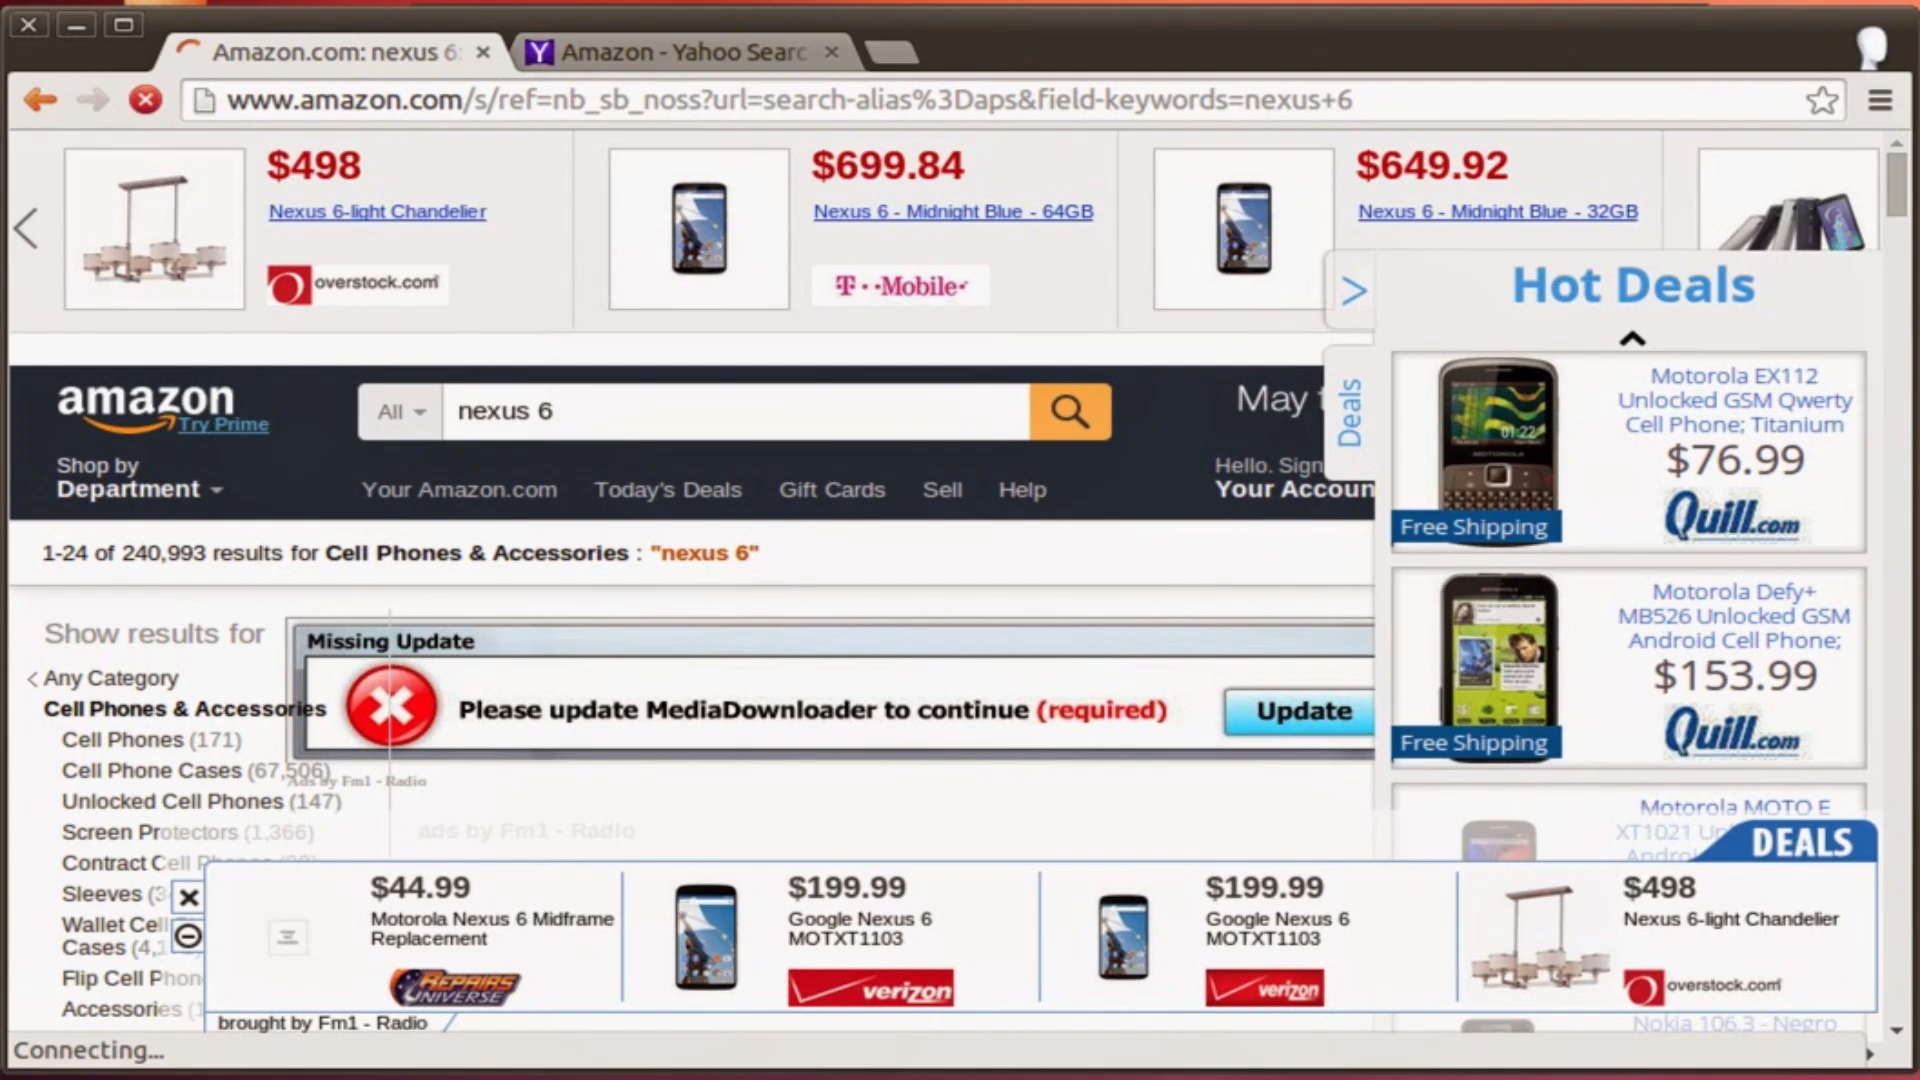 Amazon.com: nexus 6:
Amazon - Yahoo Searc
www.amazon.com/s/ref=nb_sb_noss?url=search-alias%3Daps&field-keywords=nexus+6
$498
Nexus 6-light Chandelier
overstock.com
$699.84
Nexus 6 - Midnight Blue - 64GB
T··Mobile·
$649.92
Nexus 6 - Midnight Blue - 32GB
Hot Deals
Deals
Motorola EX112
Unlocked GSM Qwerty
Cell Phone; Titanium
$76.99
Quill.com
Free Shipping
Motorola Defy+
MB526 Unlocked GSM
Android Cell Phone;
$153.99
Quill.com
Free Shipping
Motorola MOTO E
XT1021
DEALS
amazon
Try Prime
All
nexus 6
May
Shop by
Department
Your Amazon.com
Today's Deals
Gift Cards
Sell
Help
Hello. Sign
Your Accoun
1-24 of 240,993 results for Cell Phones & Accessories : "nexus 6"
Show results for
Any Category
Cell Phones & Accessories
Cell Phones (171)
Cell Phone Cases (67,506)
Unlocked Cell Phones (147)
Screen Protectors (1,366)
Contract Cell
Sleeves
Wallet Cell
Cases (4,1
Flip Cell Phon
Accessories
Missing Update
Please update MediaDownloader to continue (required)
Update
Ads by Fm1 - Radio
ads by Fm1 - Radio
$44.99
Motorola Nexus 6 Midframe
Replacement
REPAIRS
UNIVERSE
$199.99
Google Nexus 6
MOTXT1103
verizon
$199.99
Google Nexus 6
MOTXT1103
verizon
$498
Nexus 6-light Chandelier
overstock.com
brought by Fm1 - Radio
Nokia 106.3 - Negro
Connecting...